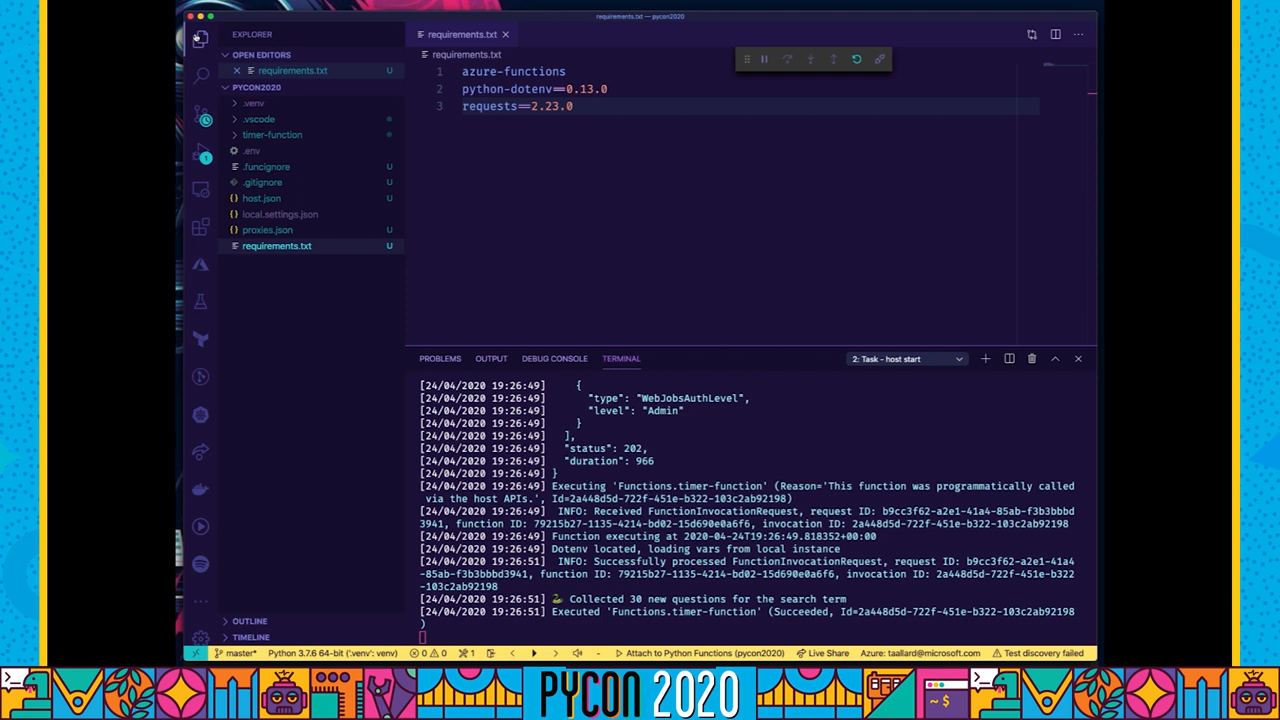 requirements.txt — pycon2020
EXPLORER
requirements.txt
OPEN EDITORS
requirements.txt U
requirements.txt
PYCON2020
1 azure-functions
2 python-dotenv==0.13.0
3 requests==2.23.0
.venv
.vscode
timer-function
.env
1
.funcignore U
.gitignore U
host.json U
local.settings.json
proxies.json U
requirements.txt U
PROBLEMS OUTPUT DEBUG CONSOLE TERMINAL 2: Task - host start
[24/04/2020 19:26:49] {
[24/04/2020 19:26:49] "type": "WebJobsAuthLevel",
[24/04/2020 19:26:49] "level": "Admin"
[24/04/2020 19:26:49] }
[24/04/2020 19:26:49] ],
[24/04/2020 19:26:49] "status": 202,
[24/04/2020 19:26:49] "duration": 966
[24/04/2020 19:26:49] }
[24/04/2020 19:26:49] Executing 'Functions.timer-function' (Reason='This function was programmatically called
via the host APIs.', Id=2a448d5d-722f-451e-b322-103c2ab92198)
[24/04/2020 19:26:49] INFO: Received FunctionInvocationRequest, request ID: b9cc3f62-a2e1-41a4-85ab-f3b3bbbd
3941, function ID: 79215b27-1135-4214-bd02-15d690e0a6f6, invocation ID: 2a448d5d-722f-451e-b322-103c2ab92198
[24/04/2020 19:26:49] Function executing at 2020-04-24T19:26:49.818352+00:00
[24/04/2020 19:26:49] Dotenv located, loading vars from local instance
[24/04/2020 19:26:51] INFO: Successfully processed FunctionInvocationRequest, request ID: b9cc3f62-a2e1-41a4
-85ab-f3b3bbbd3941, function ID: 79215b27-1135-4214-bd02-15d690e0a6f6, invocation ID: 2a448d5d-722f-451e-b322
-103c2ab92198
[24/04/2020 19:26:51] Collected 30 new questions for the search term
[24/04/2020 19:26:51] Executed 'Functions.timer-function' (Succeeded, Id=2a448d5d-722f-451e-b322-103c2ab92198
)
OUTLINE
TIMELINE
master* Python 3.7.6 64-bit ('.venv': venv) 0 0 1 - Attach to Python Functions (pycon2020) Live Share Azure: taallard@microsoft.com Test discovery failed
PYCON 2020
~ $